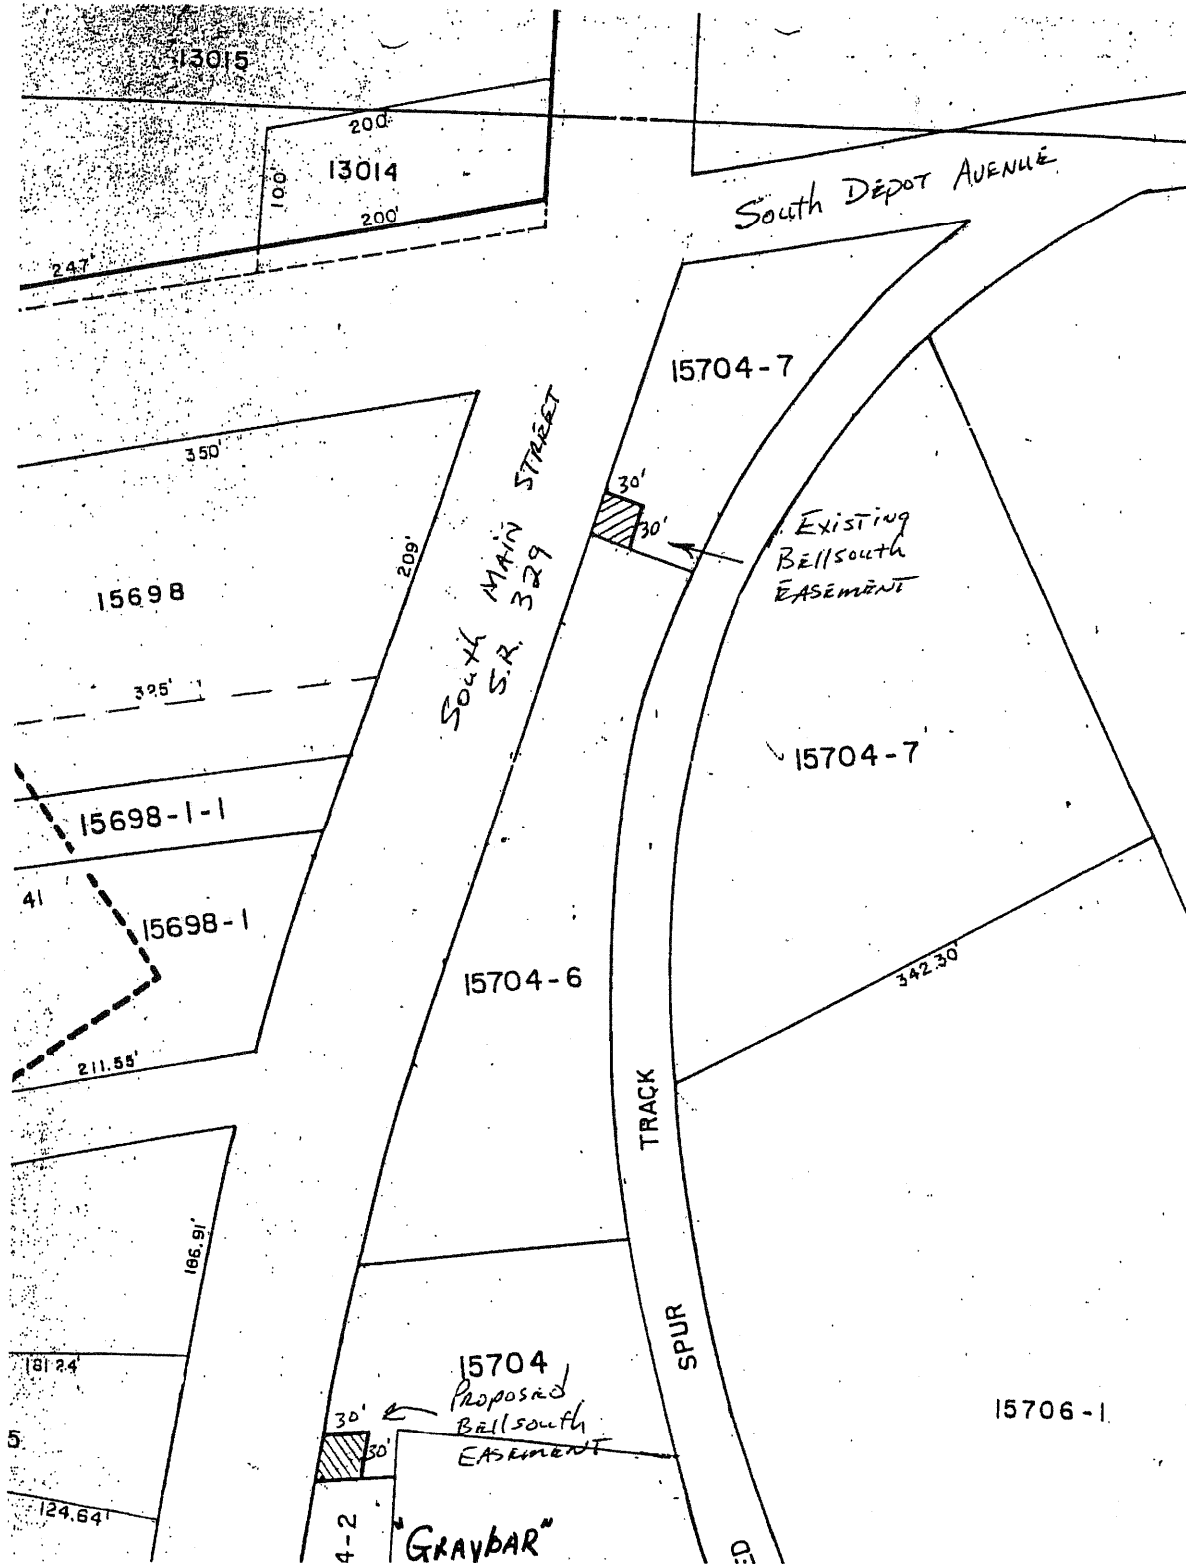 13015
200'
13014
100'
200'
247'
South DEPOT AVENUE
15704-7
350'
South MAIN STREET
S.R. 329
209'
30'
30'
EXISTING
BEllSouth
EASEMENT
15698
325'
15704-7
15698-1-1
41
15698-1
15704-6
342.30'
211.55'
TRACK
SPUR
186.91'
181.24'
15704
PROPOSED
BEllSouth
EASEMENT
30'
30'
15706-1
5
124.64'
4-2
"GRAYBAR"
ED